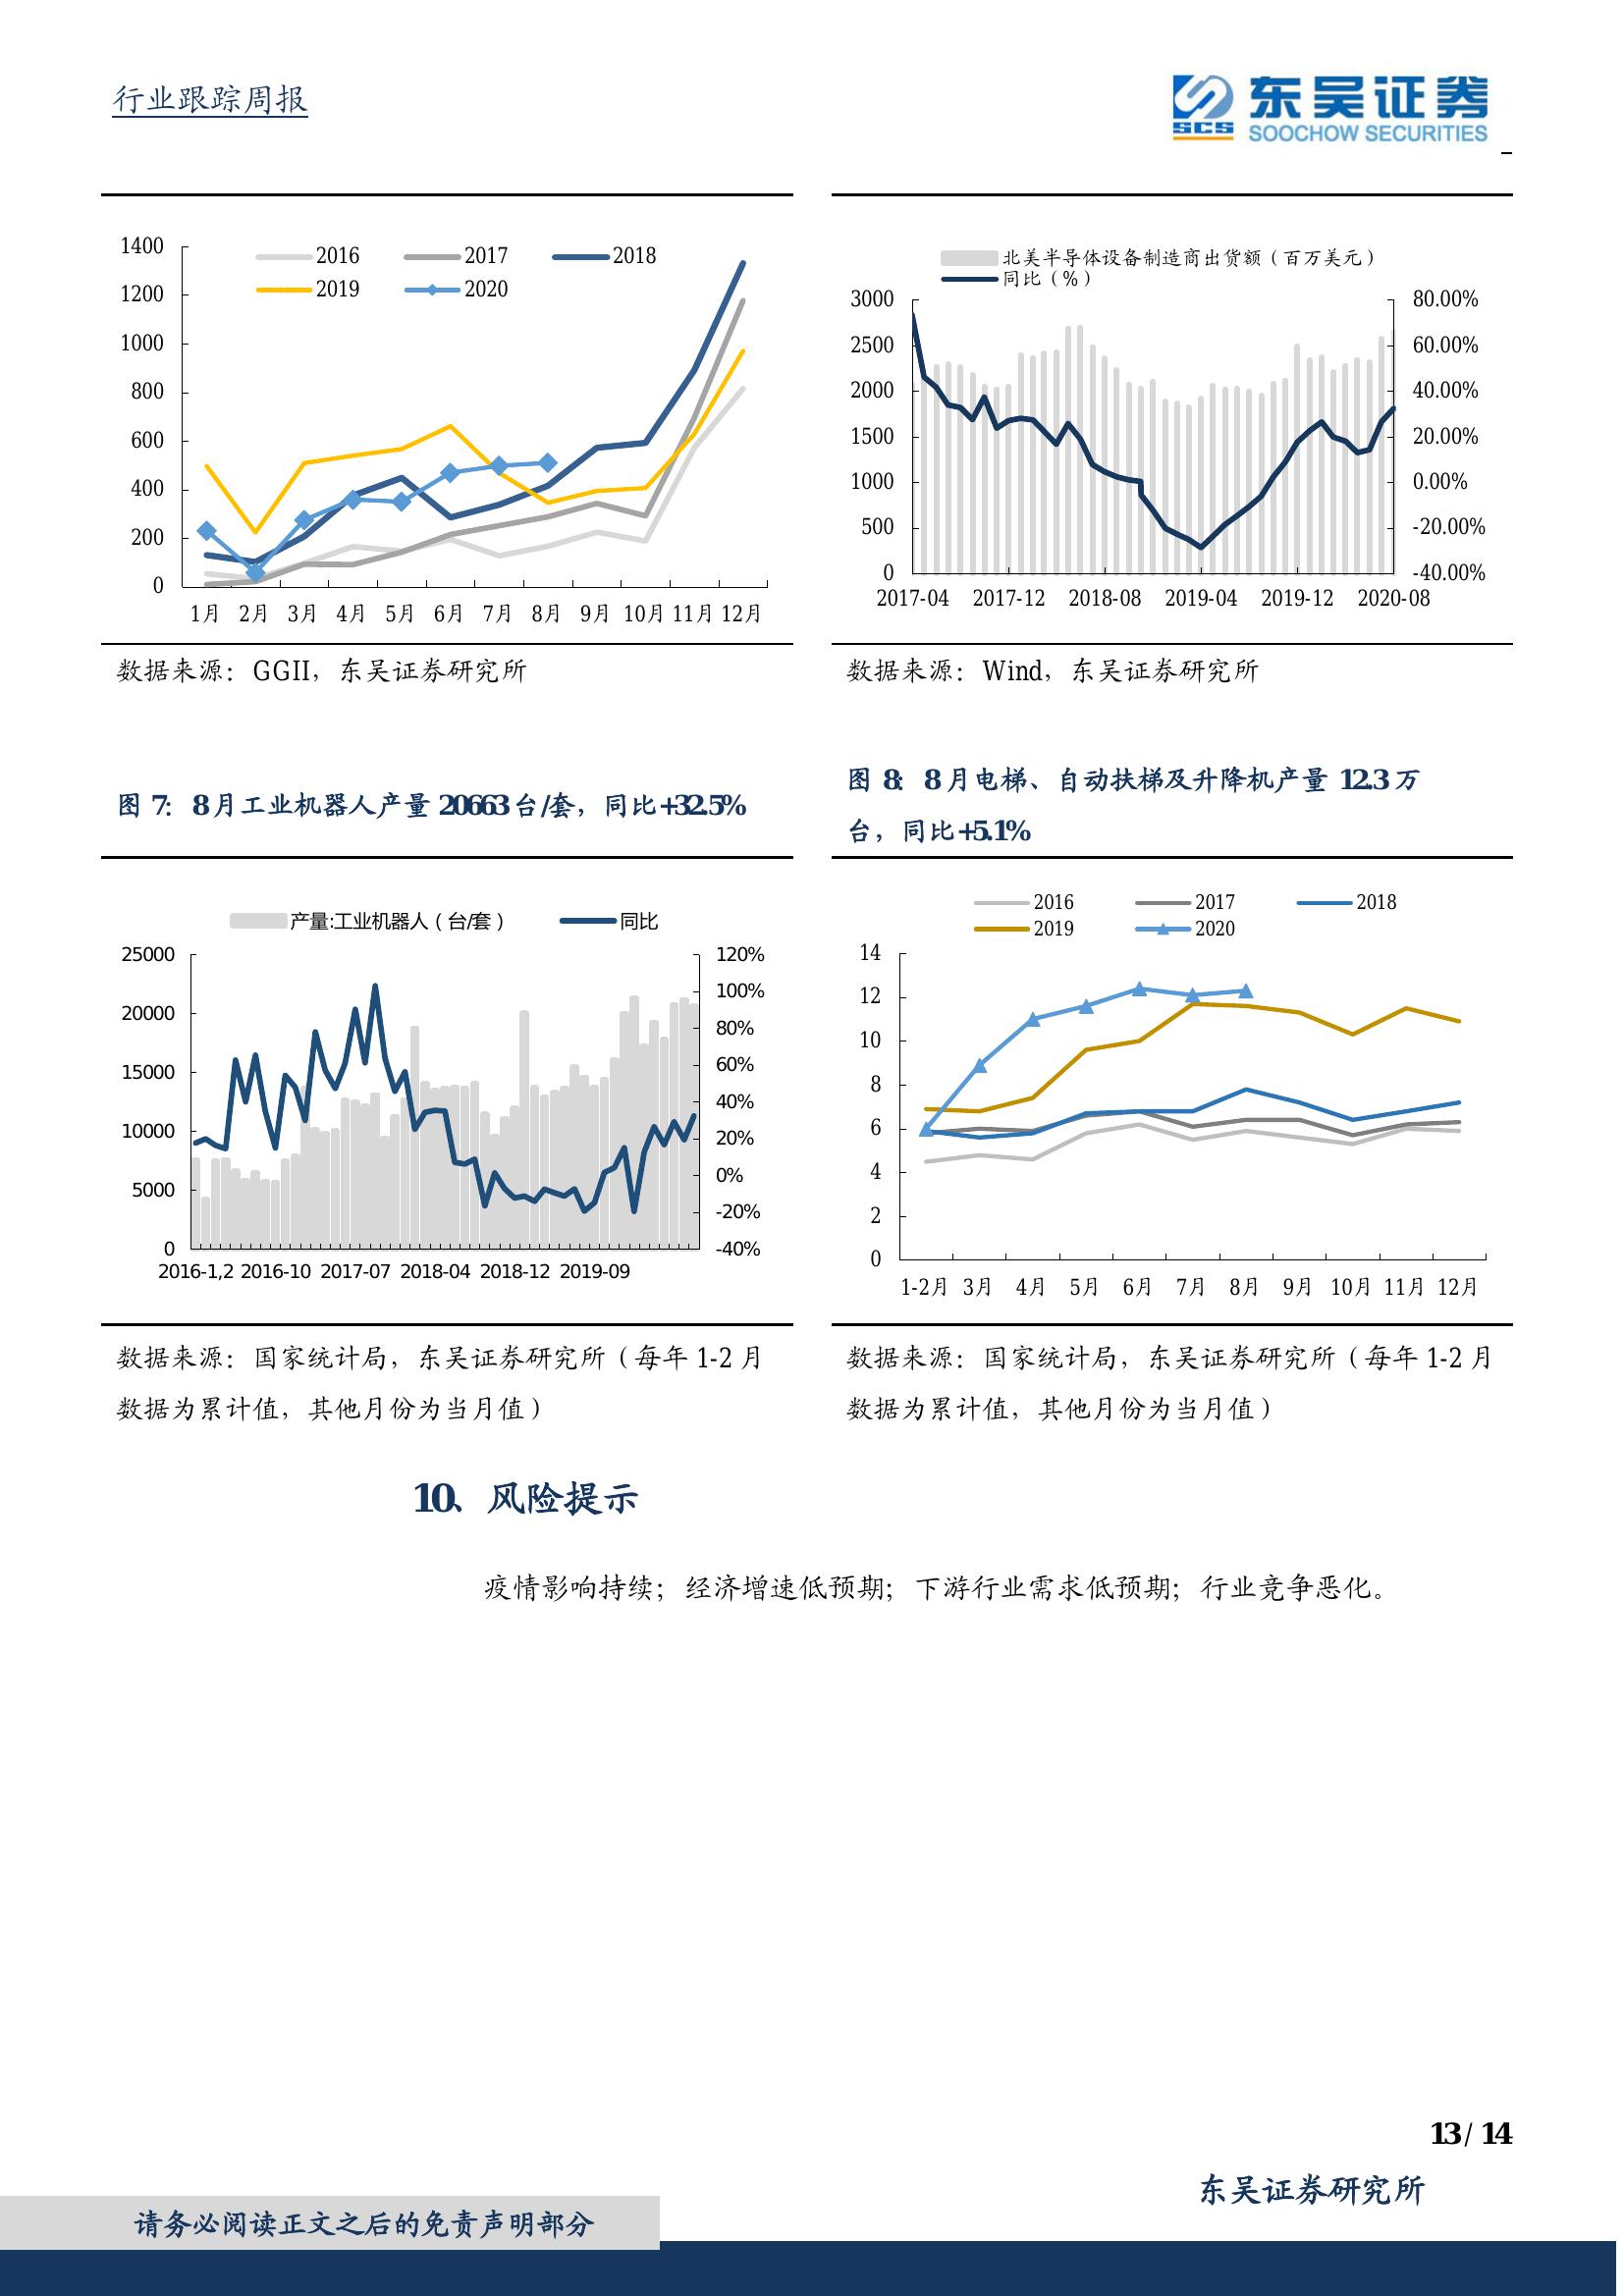 行业跟踪周报
SCS
东吴证券
SOOCHOW SECURITIES
2016 2017 2018
2019 2020
1400
1200
1000
800
600
400
200
0
1月 2月 3月 4月 5月 6月 7月 8月 9月 10月 11月 12月
数据来源：GGII，东吴证券研究所
北美半导体设备制造商出货额（百万美元）
同比（%）
3000 80.00%
2500 60.00%
2000 40.00%
1500 20.00%
1000 0.00%
500 -20.00%
0 -40.00%
2017-04 2017-12 2018-08 2019-04 2019-12 2020-08
数据来源：Wind，东吴证券研究所
图 7： 8 月工业机器人产量 20663 台/套，同比+32.5%
产量:工业机器人（台/套） 同比
25000 120%
100%
20000 80%
15000 60%
40%
10000 20%
5000 0%
-20%
0 -40%
2016-1,2 2016-10 2017-07 2018-04 2018-12 2019-09
数据来源：国家统计局，东吴证券研究所（每年 1-2 月
数据为累计值，其他月份为当月值）
图 8： 8 月电梯、自动扶梯及升降机产量 12.3 万
台，同比+5.1%
2016 2017 2018
2019 2020
14
12
10
8
6
4
2
0
1-2月 3月 4月 5月 6月 7月 8月 9月 10月 11月 12月
数据来源：国家统计局，东吴证券研究所（每年 1-2 月
数据为累计值，其他月份为当月值）
10、风险提示
疫情影响持续；经济增速低预期；下游行业需求低预期；行业竞争恶化。
13 / 14
东吴证券研究所
请务必阅读正文之后的免责声明部分